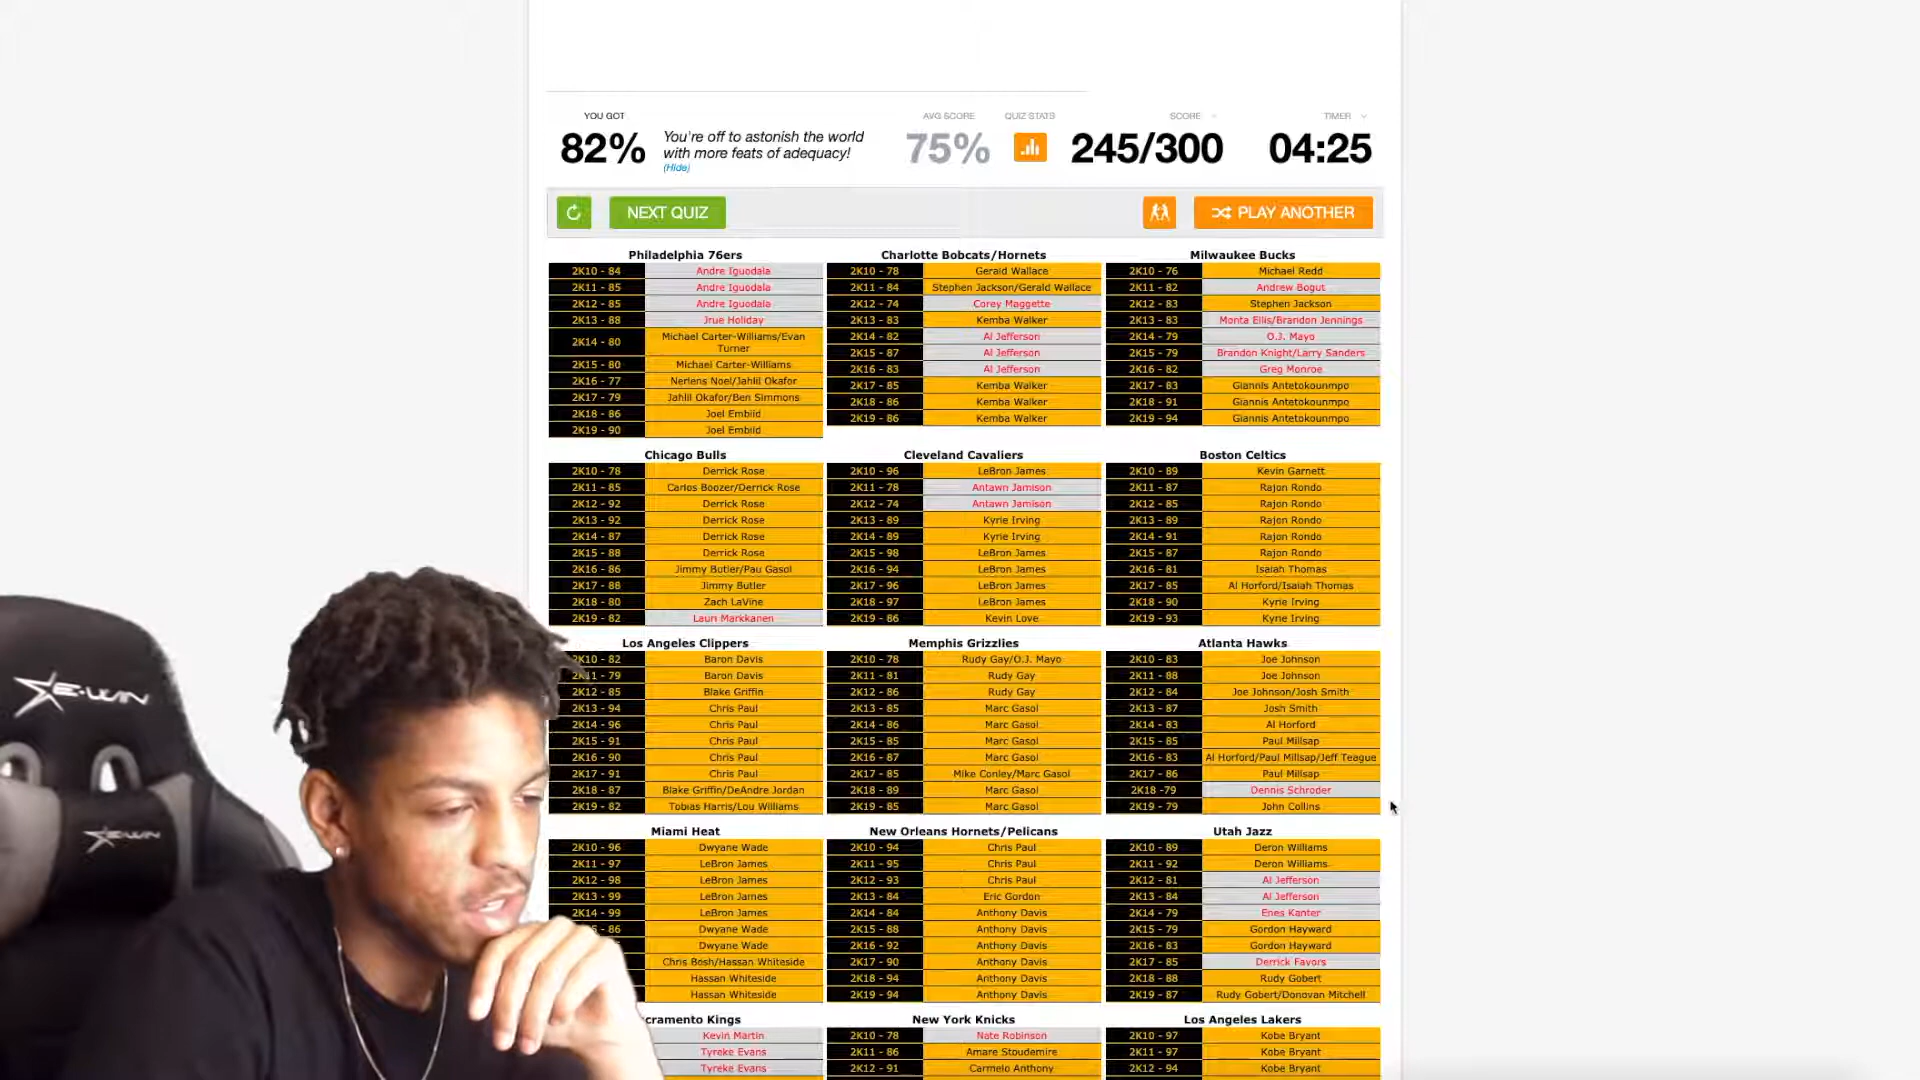 YOU GOT
AVG SCORE
QUIZ STATS
SCORE
TIMER
82%
You're off to astonish the world
with more feats of adequacy!
(Hide)
75%
245/300
04:25
NEXT QUIZ
PLAY ANOTHER
Philadelphia 76ers
2K10 - 84 Andre Iguodala
2K11 - 85 Andre Iguodala
2K12 - 85 Andre Iguodala
2K13 - 88 Jrue Holiday
2K14 - 80 Michael Carter-Williams/Evan
Turner
2K15 - 80 Michael Carter-Williams
2K16 - 77 Nerlens Noel/Jahlil Okafor
2K17 - 79 Jahlil Okafor/Ben Simmons
2K18 - 86 Joel Embiid
2K19 - 90 Joel Embiid
Charlotte Bobcats/Hornets
2K10 - 78 Gerald Wallace
2K11 - 84 Stephen Jackson/Gerald Wallace
2K12 - 74 Corey Maggette
2K13 - 83 Kemba Walker
2K14 - 82 Al Jefferson
2K15 - 87 Al Jefferson
2K16 - 83 Al Jefferson
2K17 - 85 Kemba Walker
2K18 - 86 Kemba Walker
2K19 - 86 Kemba Walker
Milwaukee Bucks
2K10 - 76 Michael Redd
2K11 - 82 Andrew Bogut
2K12 - 83 Stephen Jackson
2K13 - 83 Monta Ellis/Brandon Jennings
2K14 - 79 O.J. Mayo
2K15 - 79 Brandon Knight/Larry Sanders
2K16 - 82 Greg Monroe
2K17 - 83 Giannis Antetokounmpo
2K18 - 91 Giannis Antetokounmpo
2K19 - 94 Giannis Antetokounmpo
Chicago Bulls
2K10 - 78 Derrick Rose
2K11 - 85 Carlos Boozer/Derrick Rose
2K12 - 92 Derrick Rose
2K13 - 92 Derrick Rose
2K14 - 87 Derrick Rose
2K15 - 88 Derrick Rose
2K16 - 86 Jimmy Butler/Pau Gasol
2K17 - 88 Jimmy Butler
2K18 - 80 Zach LaVine
2K19 - 82 Lauri Markkanen
Cleveland Cavaliers
2K10 - 96 LeBron James
2K11 - 78 Antawn Jamison
2K12 - 74 Antawn Jamison
2K13 - 89 Kyrie Irving
2K14 - 89 Kyrie Irving
2K15 - 98 LeBron James
2K16 - 94 LeBron James
2K17 - 96 LeBron James
2K18 - 97 LeBron James
2K19 - 86 Kevin Love
Boston Celtics
2K10 - 89 Kevin Garnett
2K11 - 87 Rajon Rondo
2K12 - 85 Rajon Rondo
2K13 - 89 Rajon Rondo
2K14 - 91 Rajon Rondo
2K15 - 87 Rajon Rondo
2K16 - 81 Isaiah Thomas
2K17 - 85 Al Horford/Isaiah Thomas
2K18 - 90 Kyrie Irving
2K19 - 93 Kyrie Irving
Los Angeles Clippers
2K10 - 82 Baron Davis
2K11 - 79 Baron Davis
2K12 - 85 Blake Griffin
2K13 - 94 Chris Paul
2K14 - 96 Chris Paul
2K15 - 91 Chris Paul
2K16 - 90 Chris Paul
2K17 - 91 Chris Paul
2K18 - 87 Blake Griffin/DeAndre Jordan
2K19 - 82 Tobias Harris/Lou Williams
Memphis Grizzlies
2K10 - 78 Rudy Gay/O.J. Mayo
2K11 - 81 Rudy Gay
2K12 - 86 Rudy Gay
2K13 - 85 Marc Gasol
2K14 - 86 Marc Gasol
2K15 - 85 Marc Gasol
2K16 - 87 Marc Gasol
2K17 - 85 Mike Conley/Marc Gasol
2K18 - 89 Marc Gasol
2K19 - 85 Marc Gasol
Atlanta Hawks
2K10 - 83 Joe Johnson
2K11 - 88 Joe Johnson
2K12 - 84 Joe Johnson/Josh Smith
2K13 - 87 Josh Smith
2K14 - 83 Al Horford
2K15 - 85 Paul Millsap
2K16 - 83 Al Horford/Paul Millsap/Jeff Teague
2K17 - 86 Paul Millsap
2K18 -79 Dennis Schroder
2K19 - 79 John Collins
Miami Heat
2K10 - 96 Dwyane Wade
2K11 - 97 LeBron James
2K12 - 98 LeBron James
2K13 - 99 LeBron James
2K14 - 99 LeBron James
- 86 Dwyane Wade
Dwyane Wade
Chris Bosh/Hassan Whiteside
Hassan Whiteside
Hassan Whiteside
New Orleans Hornets/Pelicans
2K10 - 94 Chris Paul
2K11 - 95 Chris Paul
2K12 - 93 Chris Paul
2K13 - 84 Eric Gordon
2K14 - 84 Anthony Davis
2K15 - 88 Anthony Davis
2K16 - 92 Anthony Davis
2K17 - 90 Anthony Davis
2K18 - 94 Anthony Davis
2K19 - 94 Anthony Davis
Utah Jazz
2K10 - 89 Deron Williams
2K11 - 92 Deron Williams
2K12 - 81 Al Jefferson
2K13 - 84 Al Jefferson
2K14 - 79 Enes Kanter
2K15 - 79 Gordon Hayward
2K16 - 83 Gordon Hayward
2K17 - 85 Derrick Favors
2K18 - 88 Rudy Gobert
2K19 - 87 Rudy Gobert/Donovan Mitchell
cramento Kings
Kevin Martin
Tyreke Evans
Tyreke Evans
New York Knicks
2K10 - 78 Nate Robinson
2K11 - 86 Amare Stoudemire
2K12 - 91 Carmelo Anthony
Los Angeles Lakers
2K10 - 97 Kobe Bryant
2K11 - 97 Kobe Bryant
2K12 - 94 Kobe Bryant
E-WIN
E-WIN